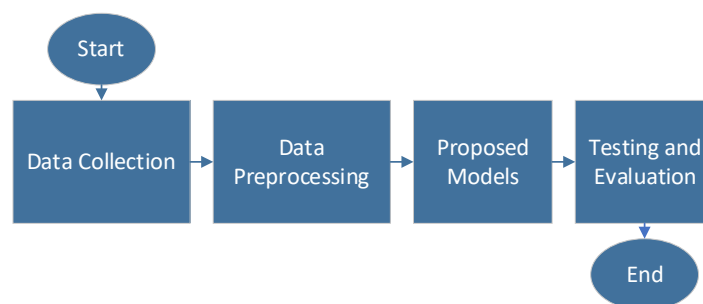 Start
Data Collection
Data
Preprocessing
Proposed
Models
Testing and
Evaluation
End